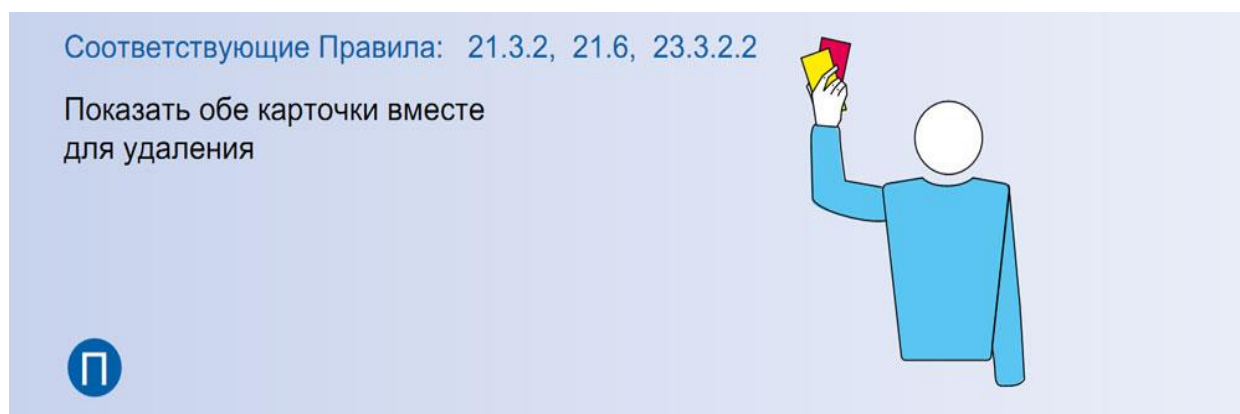 Соответствующие Правила: 21.3.2, 21.6, 23.3.2.2
Показать обе карточки вместе
для удаления
П